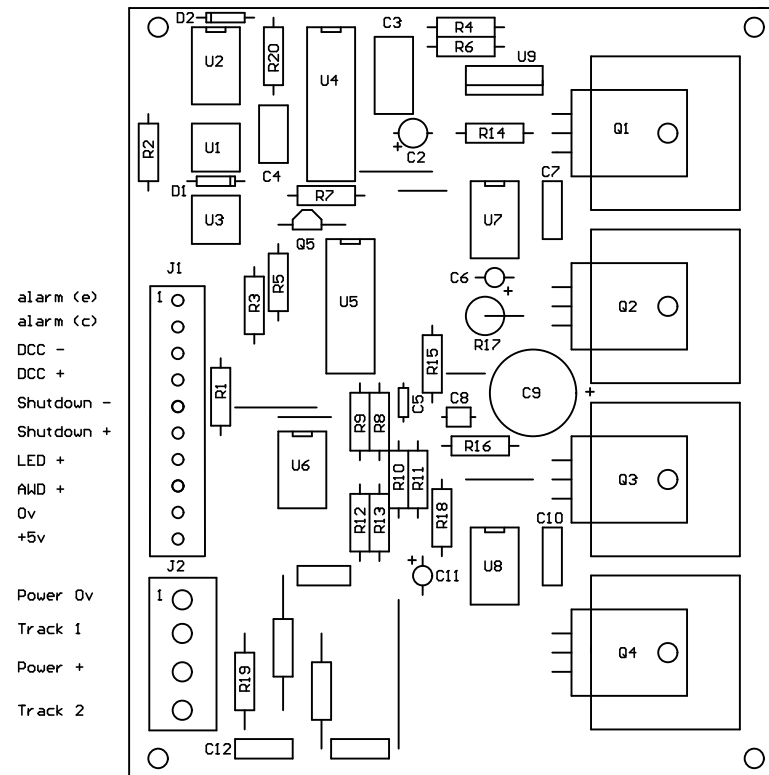 D2
C3
R4
R6
U2
R20
U4
U9
Q1
R2
U1
+
C2
R14
C4
D1
R7
C7
U3
Q5
U7
J1
C6
+
alarm (e)
1
R3
R5
U5
Q2
alarm (c)
R17
DCC -
R15
DCC +
R1
C5
C8
C9
+
Shutdown -
R9
R8
Shutdown +
R16
LED +
U6
R10
R11
Q3
AWD +
0v
R12
R13
R18
C10
+5v
J2
+
C11
U8
Power 0v
1
Track 1
Q4
Power +
R19
Track 2
C12